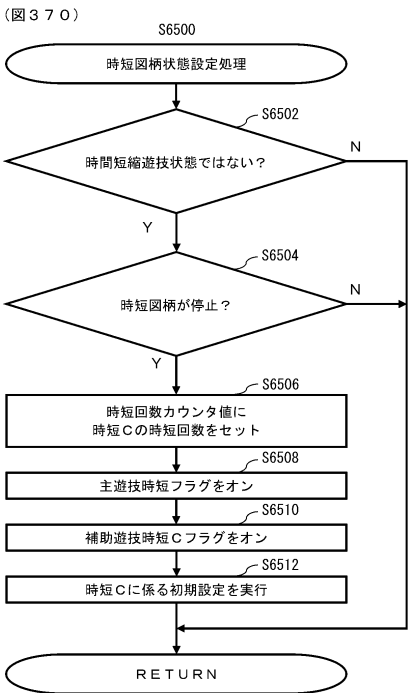 (図370)
S6500
時短図柄状態設定処理
S6502
時間短縮遊技状態ではない?
N
Y
S6504
時短図柄が停止?
N
Y
S6506
時短回数カウンタ値に
時短Cの時短回数をセット
S6508
主遊技時短フラグをオン
S6510
補助遊技時短Cフラグをオン
S6512
時短Cに係る初期設定を実行
RETURN